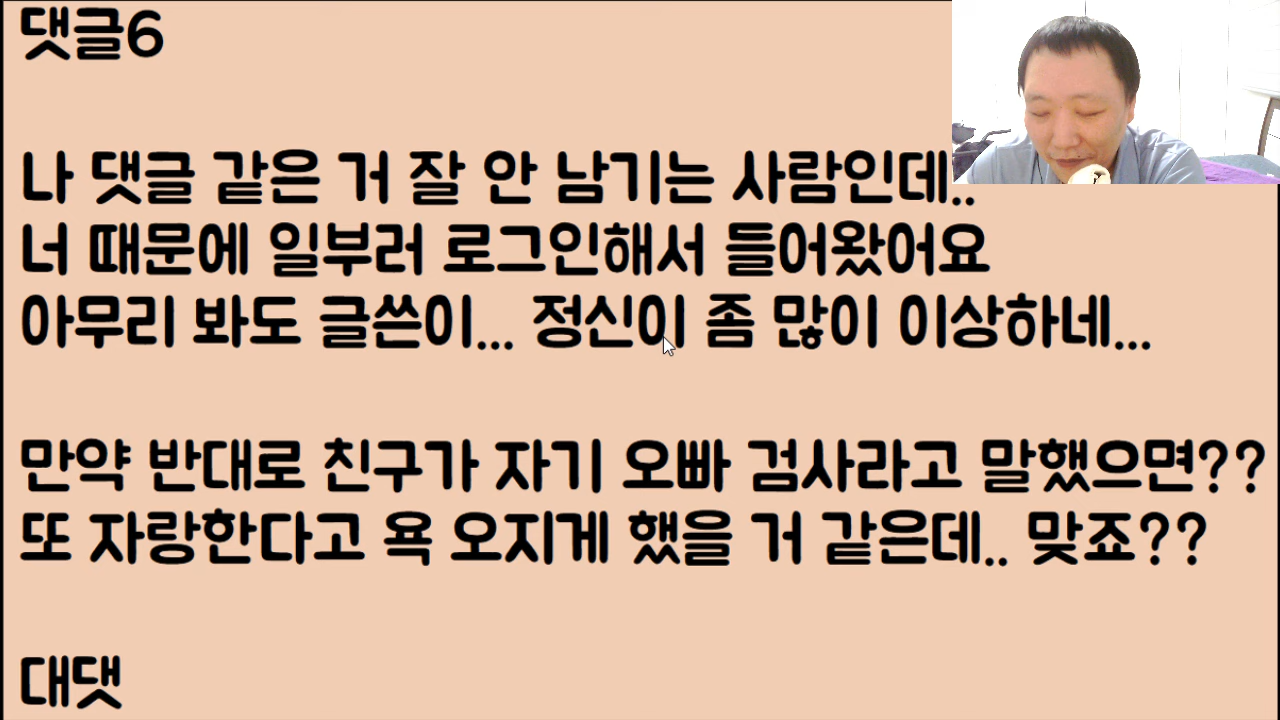 댓글6
나 댓글 같은 거 잘 안 남기는 사람인데..
너 때문에 일부러 로그인해서 들어왔어요
아무리 봐도 글쓴이... 정신이 좀 많이 이상하네...
만약 반대로 친구가 자기 오빠 검사라고 말했으면??
또 자랑한다고 욕 오지게 했을 거 같은데.. 맞죠??
대댓